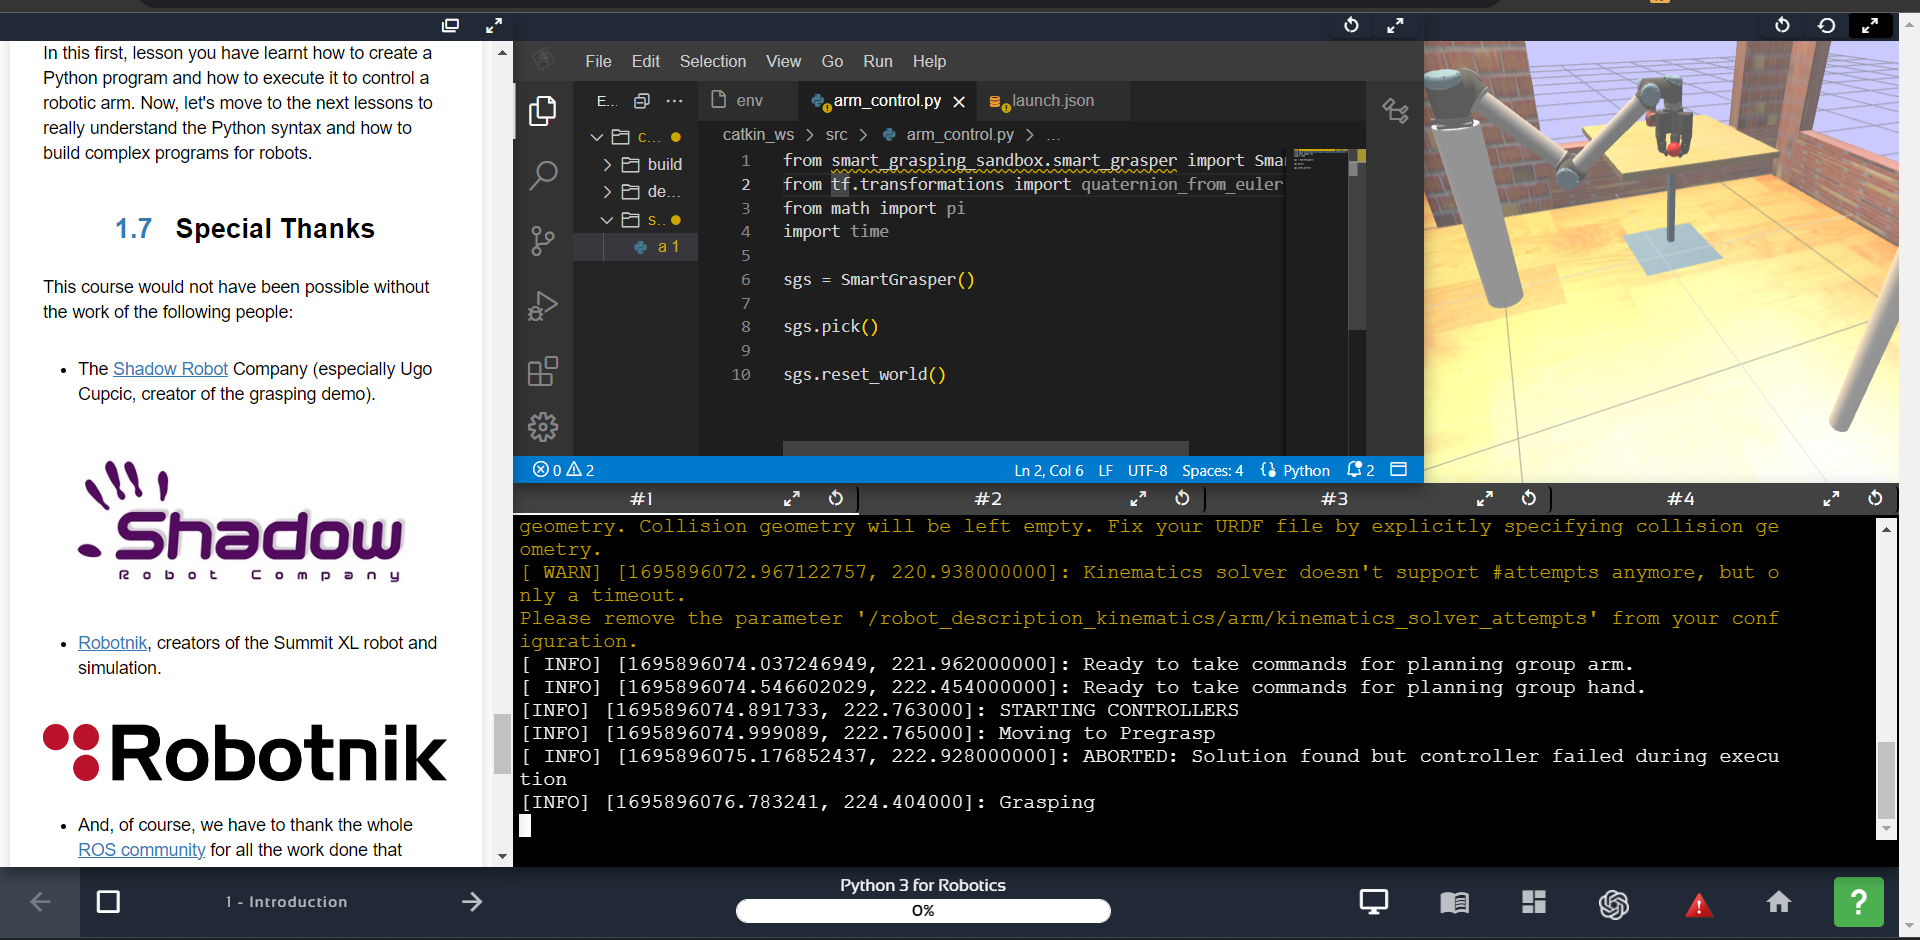 In this first, lesson you have learnt how to create a
Python program and how to execute it to control a
robotic arm. Now, let's move to the next lessons to
really understand the Python syntax and how to
build complex programs for robots.
1.7 Special Thanks
This course would not have been possible without
the work of the following people:
• The Shadow Robot Company (especially Ugo
Cupcic, creator of the grasping demo).
Shadow
Robot Company
• Robotnik, creators of the Summit XL robot and
simulation.
Robotnik
• And, of course, we have to thank the whole
ROS community for all the work done that
File Edit Selection View Go Run Help
E... ...
c...
build
de...
s..
a 1
env arm_control.py launch.json
catkin_ws > src > arm_control.py > ...
1 from smart_grasping_sandbox.smart_grasper import Smar
2 from tf.transformations import quaternion_from_euler
3 from math import pi
4 import time
5
6 sgs = SmartGrasper()
7
8 sgs.pick()
9
10 sgs.reset_world()
0 2 Ln 2, Col 6 LF UTF-8 Spaces: 4 Python 2
#1 #2 #3 #4
geometry. Collision geometry will be left empty. Fix your URDF file by explicitly specifying collision ge
ometry.
[ WARN] [1695896072.967122757, 220.938000000]: Kinematics solver doesn't support #attempts anymore, but o
nly a timeout.
Please remove the parameter '/robot_description_kinematics/arm/kinematics_solver_attempts' from your conf
iguration.
[ INFO] [1695896074.037246949, 221.962000000]: Ready to take commands for planning group arm.
[ INFO] [1695896074.546602029, 222.454000000]: Ready to take commands for planning group hand.
[INFO] [1695896074.891733, 222.763000]: STARTING CONTROLLERS
[INFO] [1695896074.999089, 222.765000]: Moving to Pregrasp
[ INFO] [1695896075.176852437, 222.928000000]: ABORTED: Solution found but controller failed during execu
tion
[INFO] [1695896076.783241, 224.404000]: Grasping
1 - Introduction
Python 3 for Robotics
0%
?